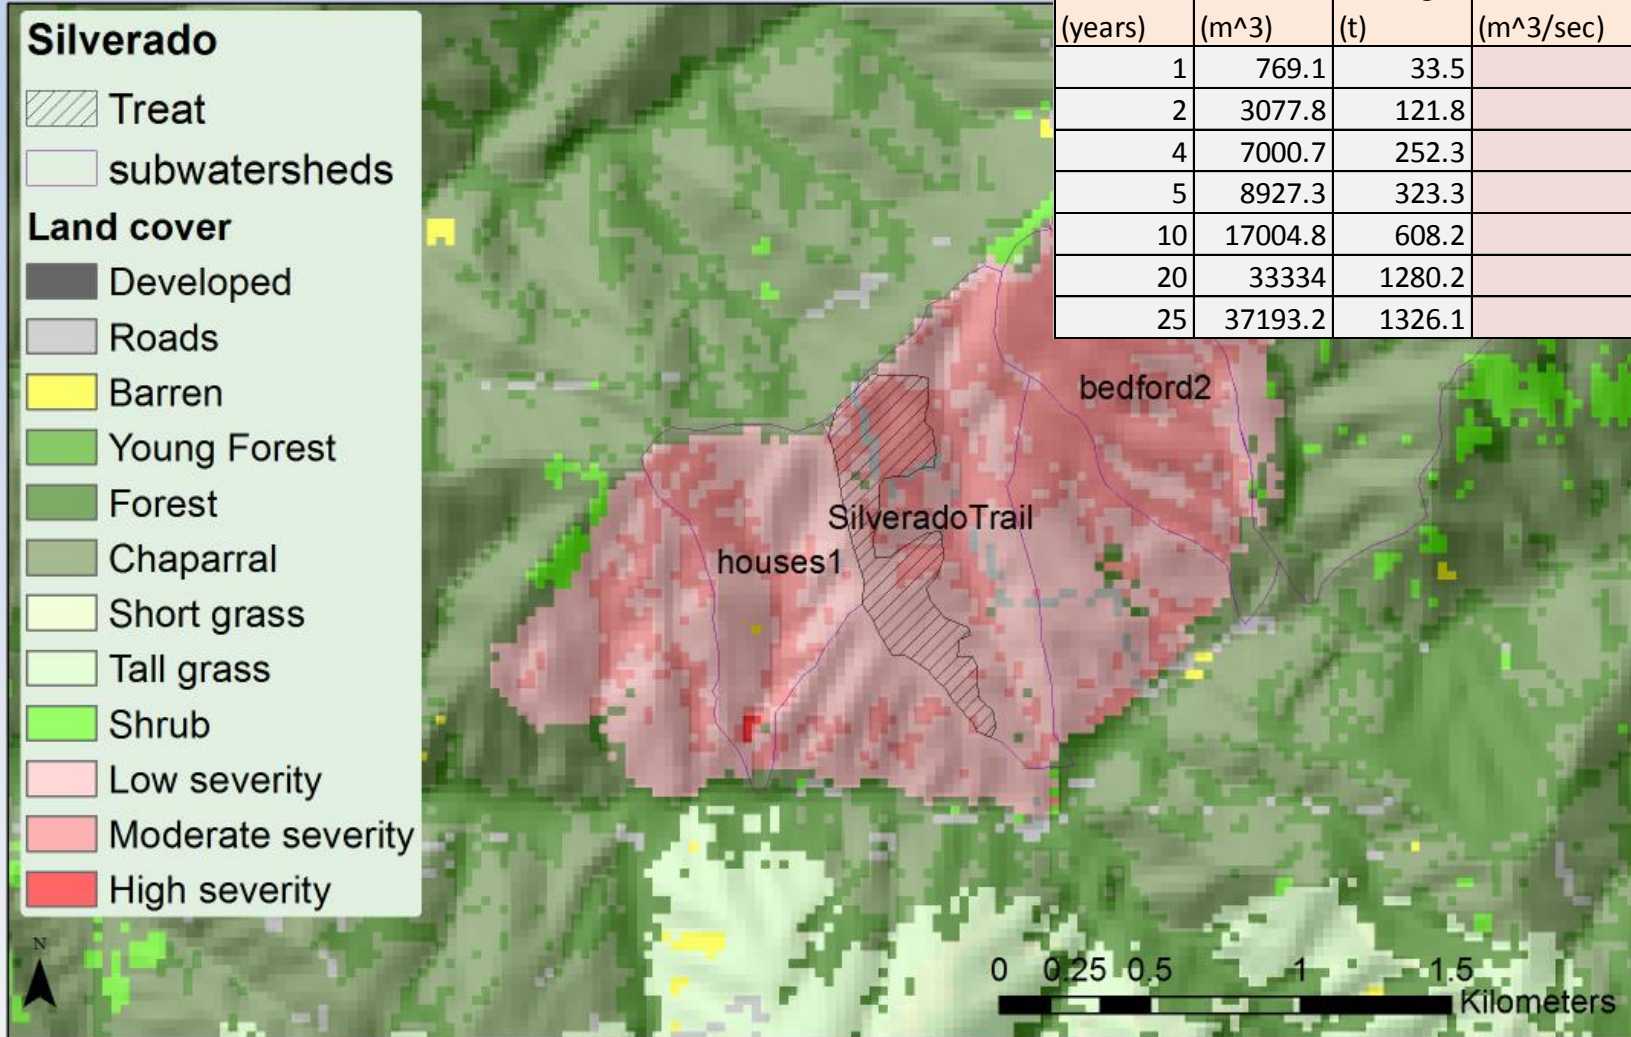 Silverado
Treat
subwatersheds
Land cover
Developed
Roads
Barren
Young Forest
Forest
Chaparral
Short grass
Tall grass
Shrub
Low severity
Moderate severity
High severity
N
(years) (m^3) (t) (m^3/sec)
1 769.1 33.5
2 3077.8 121.8
4 7000.7 252.3
5 8927.3 323.3
10 17004.8 608.2
20 33334 1280.2
25 37193.2 1326.1
bedford2
SilveradoTrail
houses1
0 0.25 0.5 1 1.5
Kilometers